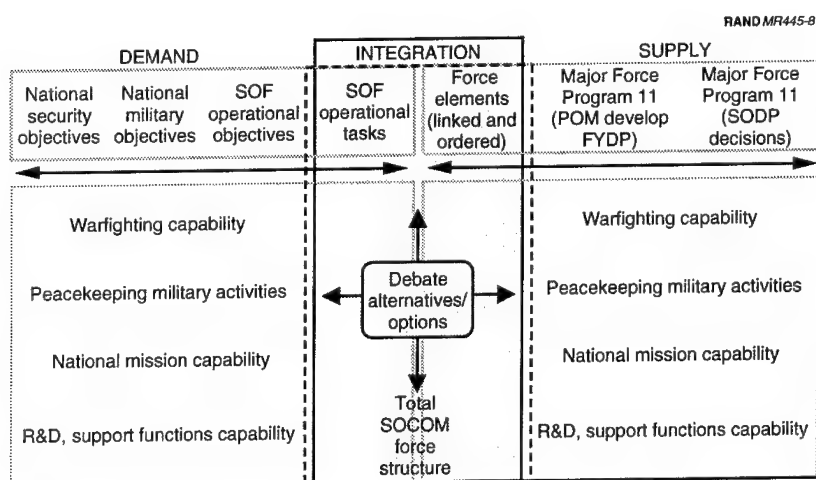 RAND MR445-8
DEMAND
INTEGRATION
SUPPLY
National
security
objectives
National
military
objectives
SOF
operational
objectives
SOF
operational
tasks
Force
elements
(linked and
ordered)
Major Force
Program 11
(POM develop
FYDP)
Major Force
Program 11
(SODP
decisions)
Warfighting capability
Peacekeeping military activities
National mission capability
R&D, support functions capability
Debate
alternatives/
options
Total
SOCOM
force
structure
Warfighting capability
Peacekeeping military activities
National mission capability
R&D, support functions capability